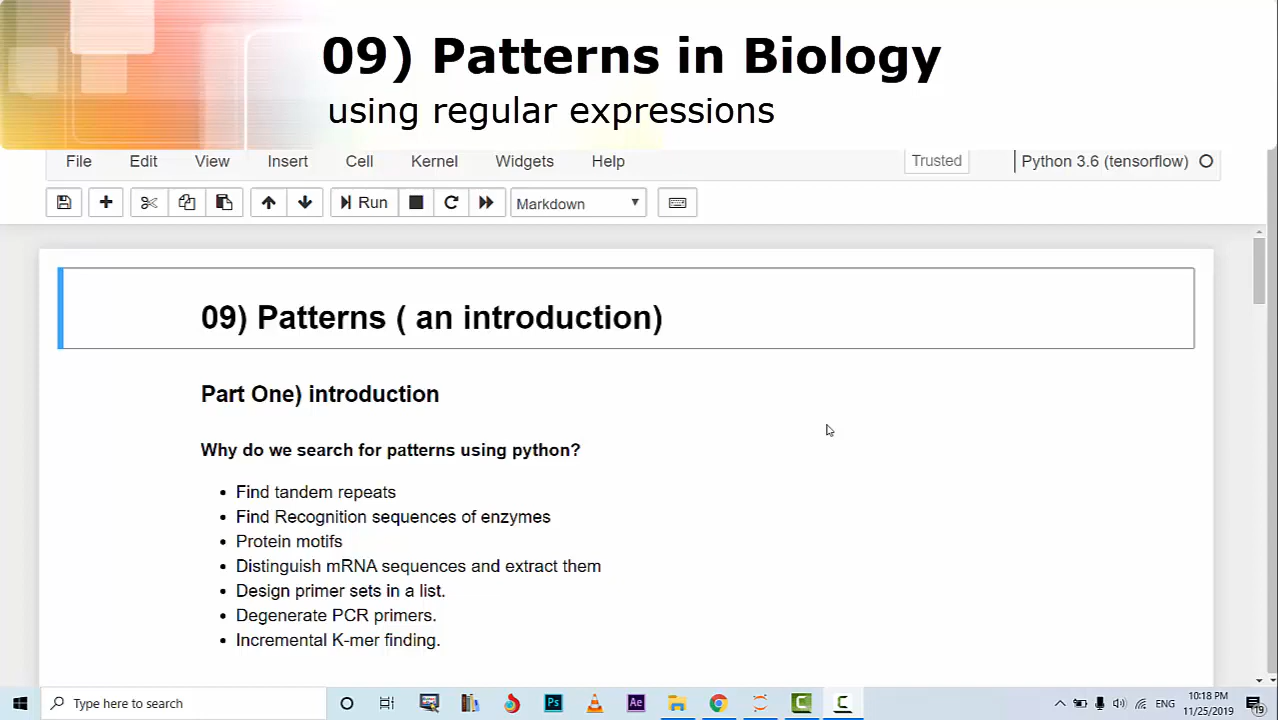 09) Patterns in Biology
using regular expressions
File Edit View Insert Cell Kernel Widgets Help Trusted Python 3.6 (tensorflow)
Run Markdown
09) Patterns ( an introduction)
Part One) introduction
Why do we search for patterns using python?
Find tandem repeats
Find Recognition sequences of enzymes
Protein motifs
Distinguish mRNA sequences and extract them
Design primer sets in a list.
Degenerate PCR primers.
Incremental K-mer finding.
Type here to search Ps Ae ENG 10:18 PM
11/25/2019 19